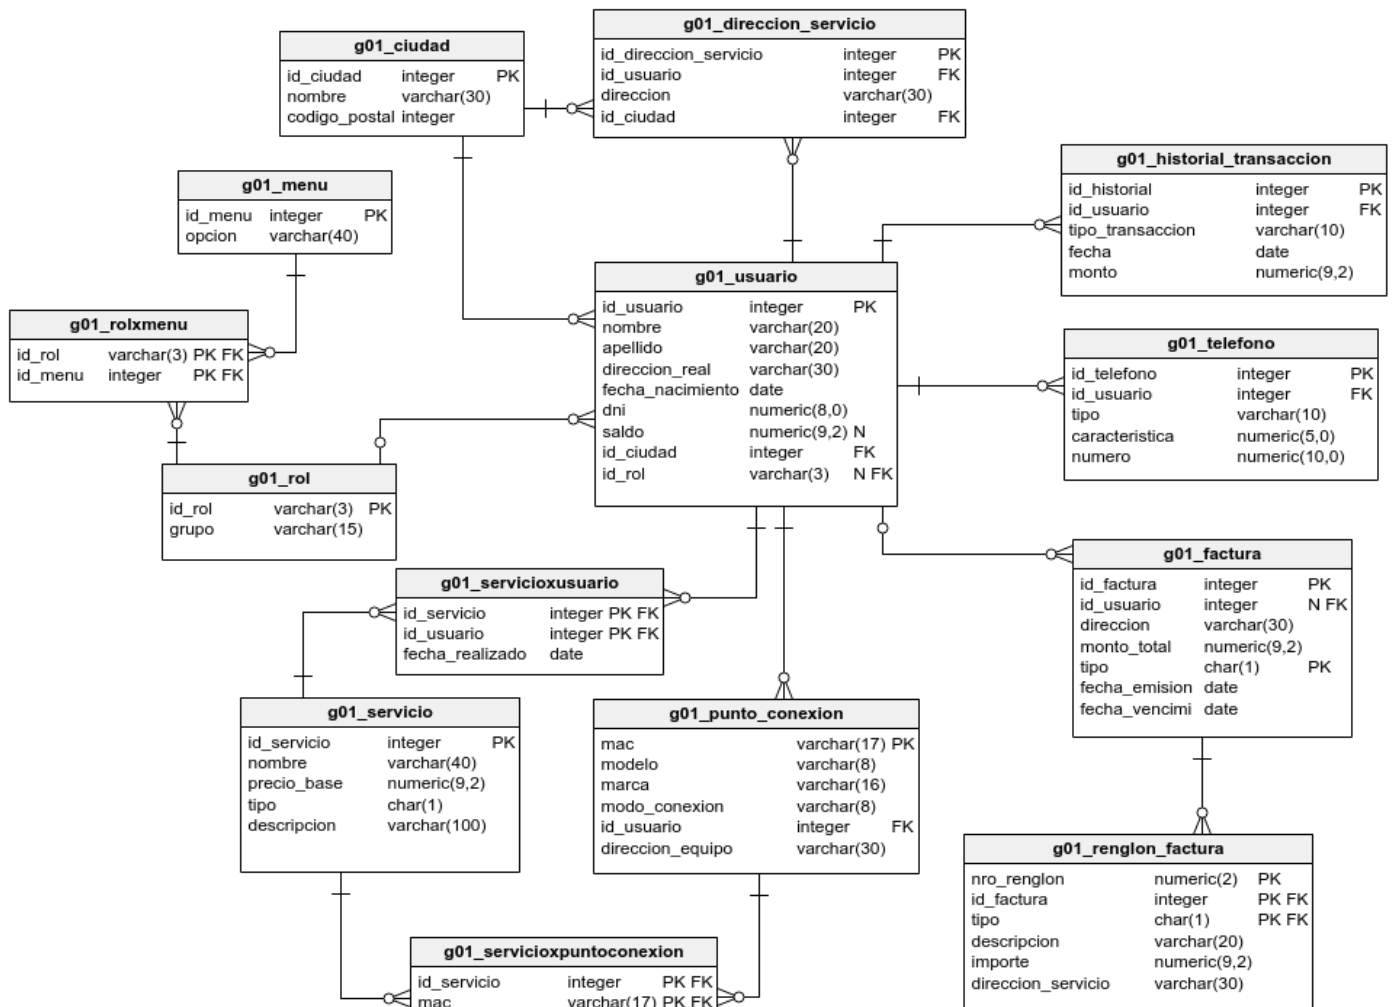 g01_direccion_servicio
id_direccion_servicio integer PK
id_usuario integer FK
direccion varchar(30)
id_ciudad integer FK
g01_ciudad
id_ciudad integer PK
nombre varchar(30)
codigo_postal integer
g01_historial_transaccion
id_historial integer PK
id_usuario integer FK
tipo_transaccion varchar(10)
fecha date
monto numeric(9,2)
g01_menu
id_menu integer PK
opcion varchar(40)
g01_usuario
id_usuario integer PK
nombre varchar(20)
apellido varchar(20)
direccion_real varchar(30)
fecha_nacimiento date
dni numeric(8,0)
saldo numeric(9,2) N
id_ciudad integer FK
id_rol varchar(3) N FK
g01_rolxmenu
id_rol varchar(3) PK FK
id_menu integer PK FK
g01_telefono
id_telefono integer PK
id_usuario integer FK
tipo varchar(10)
caracteristica numeric(5,0)
numero numeric(10,0)
g01_rol
id_rol varchar(3) PK
grupo varchar(15)
g01_factura
id_factura integer PK
id_usuario integer N FK
direccion varchar(30)
monto_total numeric(9,2)
tipo char(1) PK
fecha_emision date
fecha_vencimi date
g01_servicioxusuario
id_servicio integer PK FK
id_usuario integer PK FK
fecha_realizado date
g01_servicio
id_servicio integer PK
nombre varchar(40)
precio_base numeric(9,2)
tipo char(1)
descripcion varchar(100)
g01_punto_conexion
mac varchar(17) PK
modelo varchar(8)
marca varchar(16)
modo_conexion varchar(8)
id_usuario integer FK
direccion_equipo varchar(30)
g01_renglon_factura
nro_renglon numeric(2) PK
id_factura integer PK FK
tipo char(1) PK FK
descripcion varchar(20)
importe numeric(9,2)
direccion_servicio varchar(30)
g01_servicioxpuntoconexion
id_servicio integer PK FK
mac varchar(17) PK FK